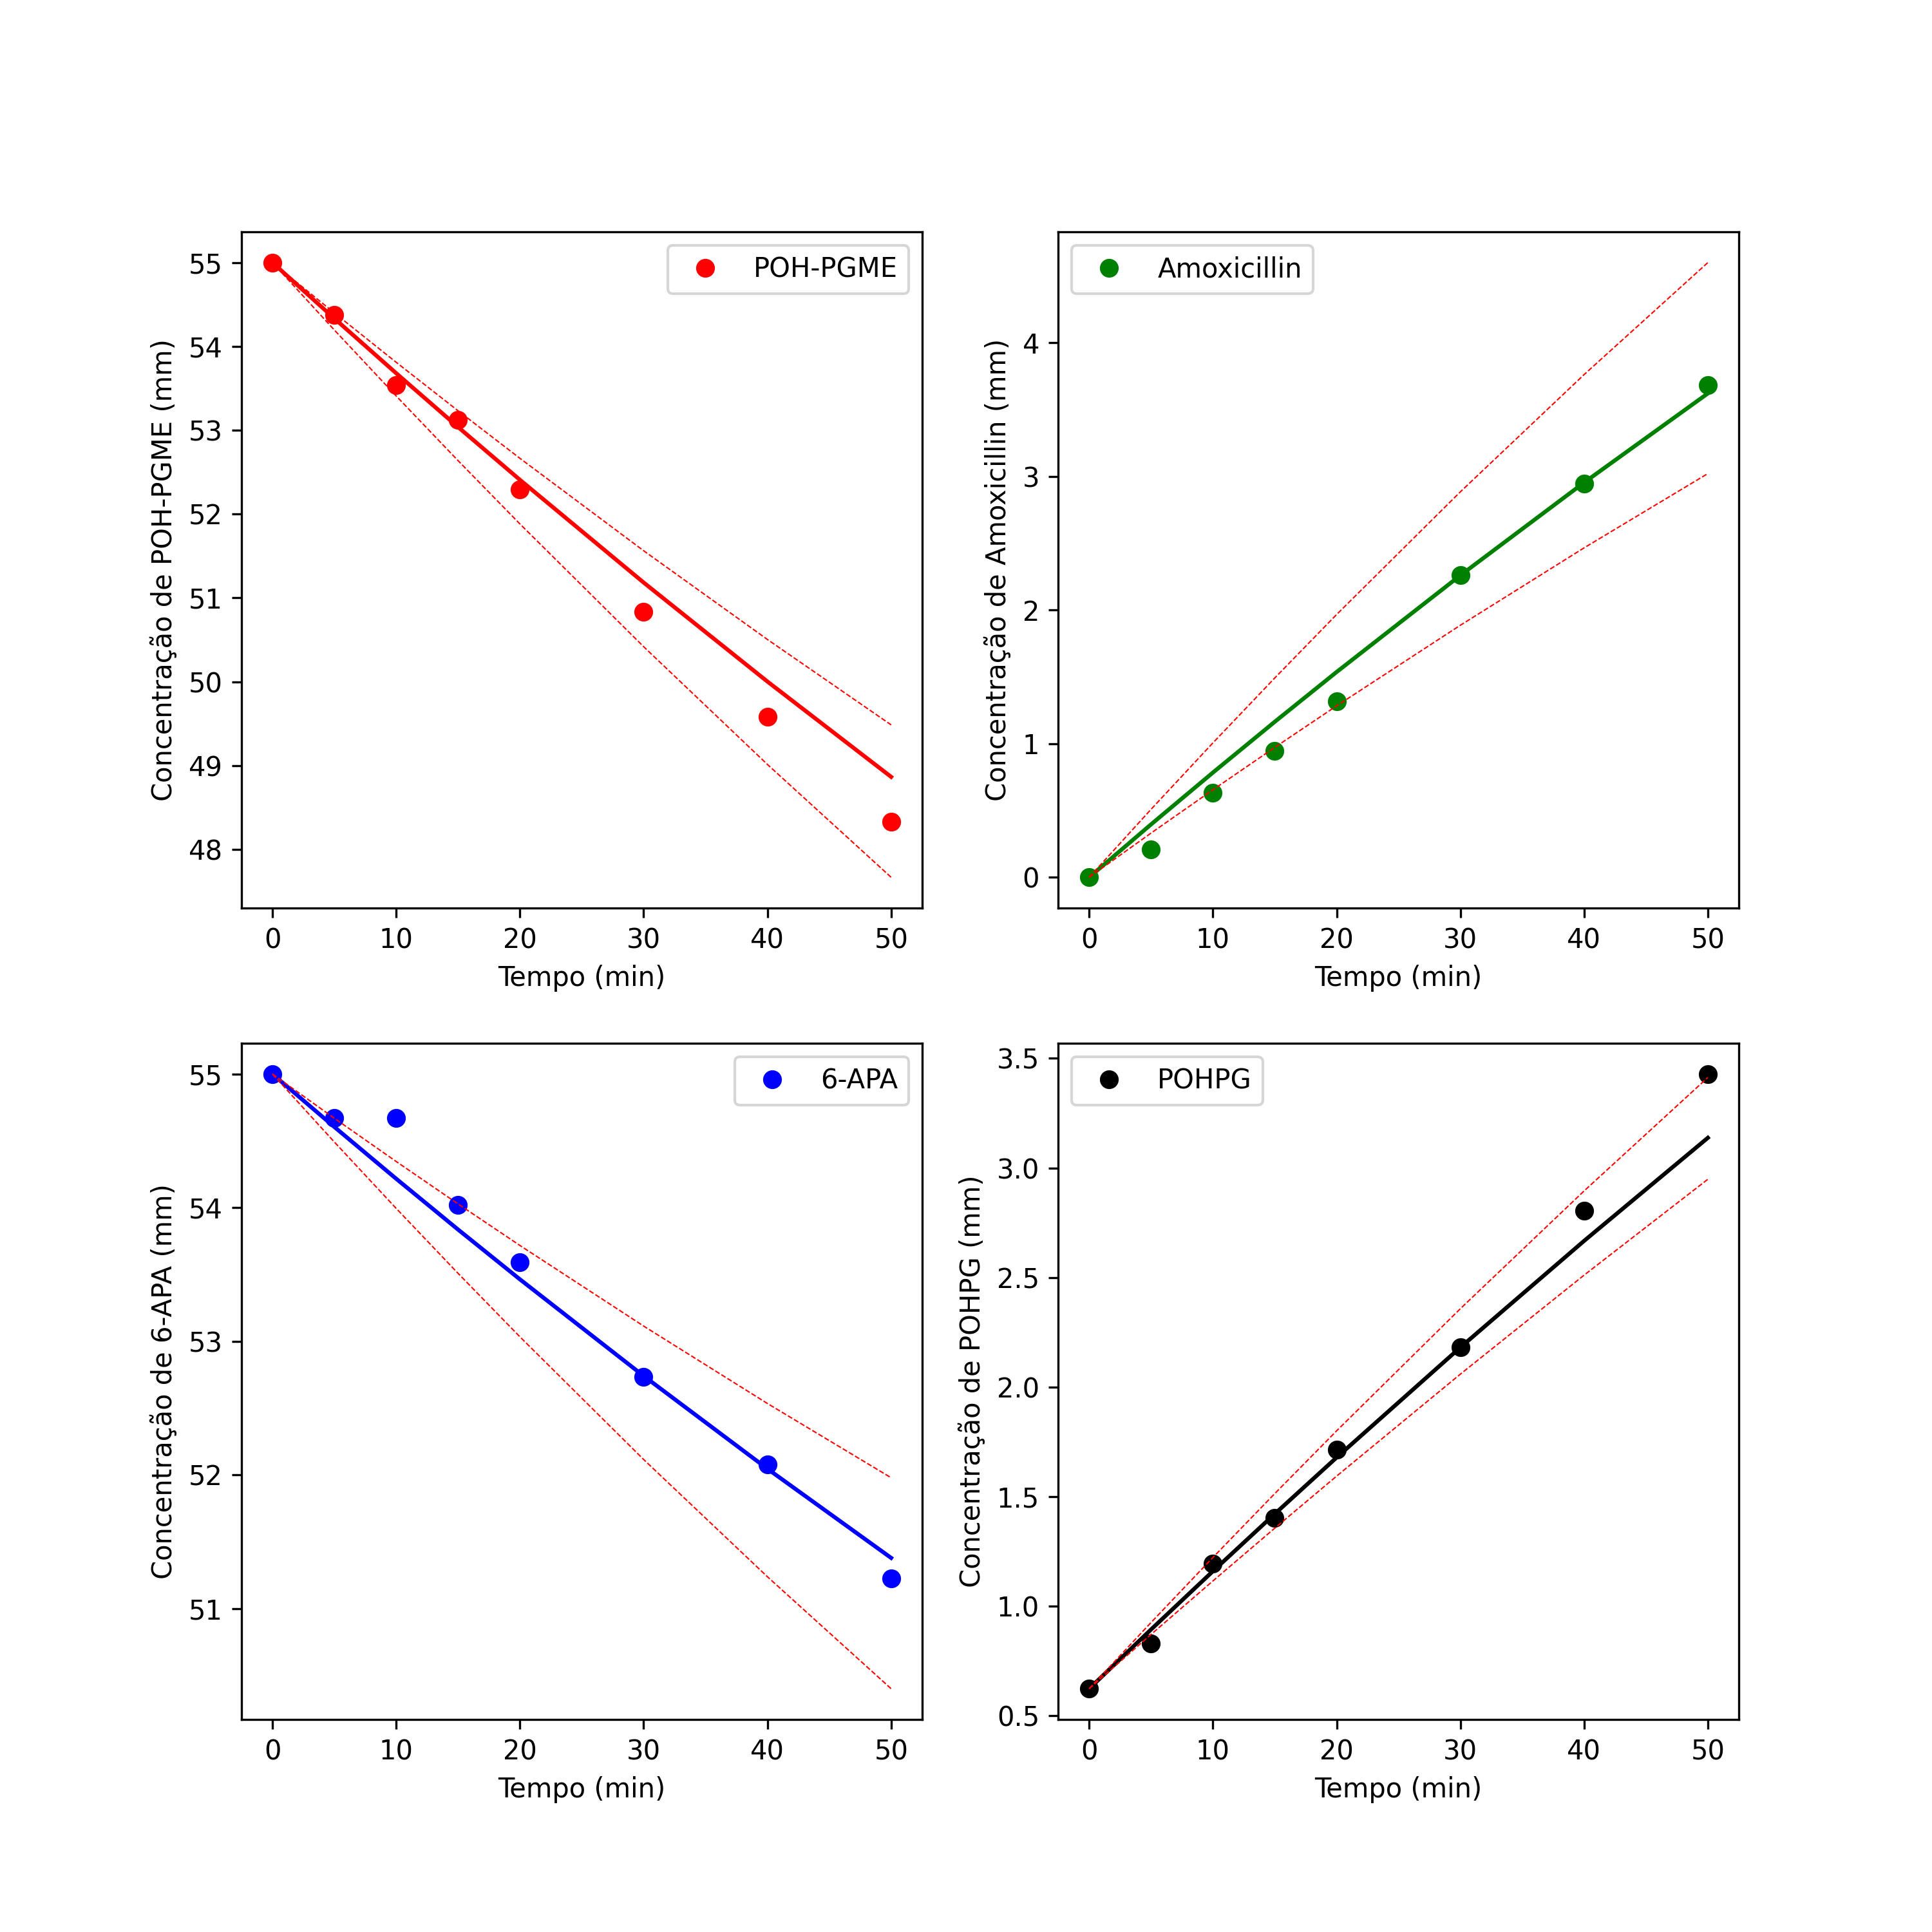 POH-PGME
Concentração de POH-PGME (mm)
55
54
53
52
51
50
49
48
0 10 20 30 40 50
Tempo (min)
Amoxicillin
Concentração de Amoxicillin (mm)
4
3
2
1
0
0 10 20 30 40 50
Tempo (min)
6-APA
Concentração de 6-APA (mm)
55
54
53
52
51
0 10 20 30 40 50
Tempo (min)
POHPG
Concentração de POHPG (mm)
3.5
3.0
2.5
2.0
1.5
1.0
0.5
0 10 20 30 40 50
Tempo (min)